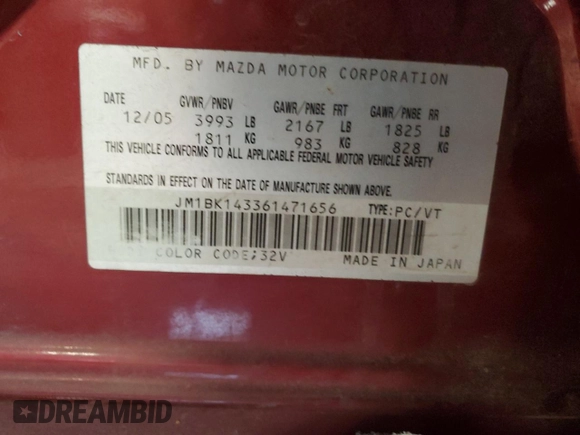 MFD. BY MAZDA MOTOR CORPORATION
DATE GVWR/PNBV GAWR/PNBE FRT GAWR/PNBE RR
12/05 3993 LB 2167 LB 1825 LB
1811 KG 983 KG 828 KG
THIS VEHICLE CONFORMS TO ALL APPLICABLE FEDERAL MOTOR VEHICLE SAFETY
STANDARDS IN EFFECT ON THE DATE OF MANUFACTURE SHOWN ABOVE.
JM1BK143361471656 TYPE:PC/VT
COLOR CODE;32V MADE IN JAPAN
DREAMBID